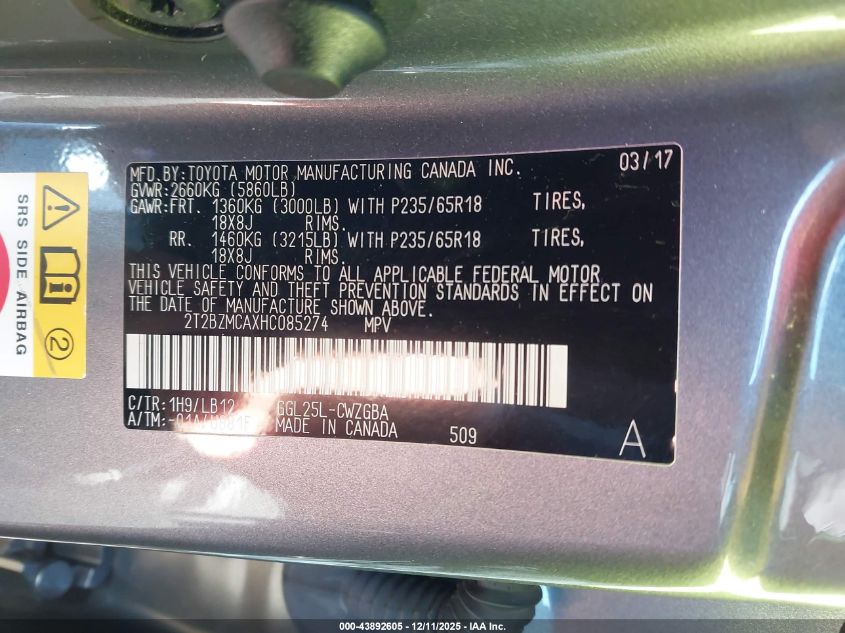 MFD.BY:TOYOTA MOTOR MANUFACTURING CANADA INC. 03/17
GVWR:2660KG (5860LB)
GAWR:FRT. 1360KG (3000LB) WITH P235/65R18 TIRES,
18X8J RIMS.
RR. 1460KG (3215LB) WITH P235/65R18 TIRES,
18X8J RIMS.
THIS VEHICLE CONFORMS TO ALL APPLICABLE FEDERAL MOTOR
VEHICLE SAFETY AND THEFT PREVENTION STANDARDS IN EFFECT ON
THE DATE OF MANUFACTURE SHOWN ABOVE.
2T2BZMCAXHC085274 MPV
C/TR:1H9/LB12 GGL25L-CWZGBA
A/TM: MADE IN CANADA 509 A
SRS SIDE AIRBAG
2
000-43892605 - 12/11/2025 - IAA Inc.